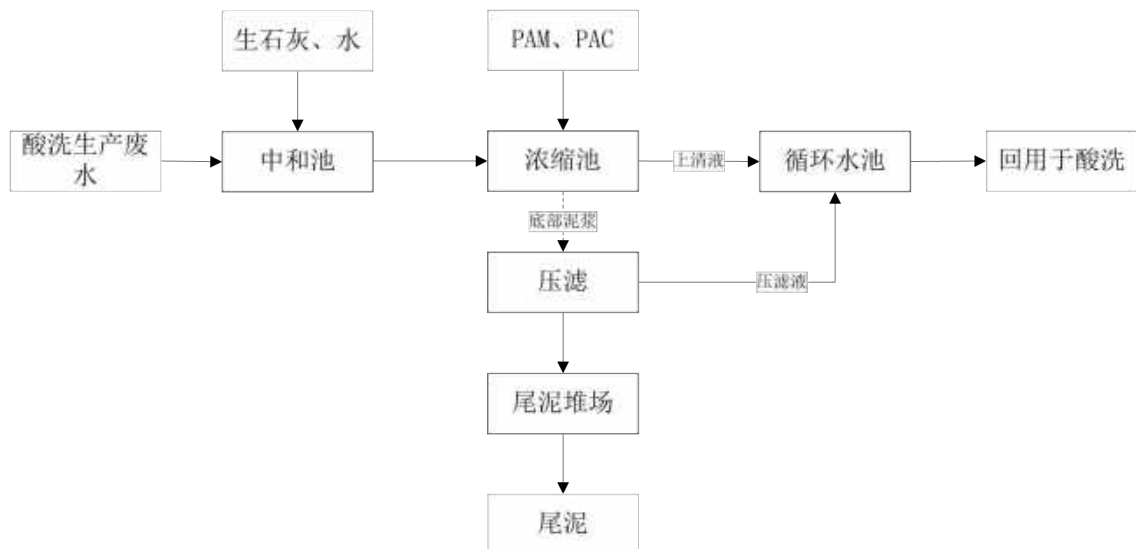 生石灰、水
PAM、PAC
酸洗生产废
水
中和池
浓缩池
上清液
循环水池
回用于酸洗
底部泥浆
压滤
压滤液
尾泥堆场
尾泥